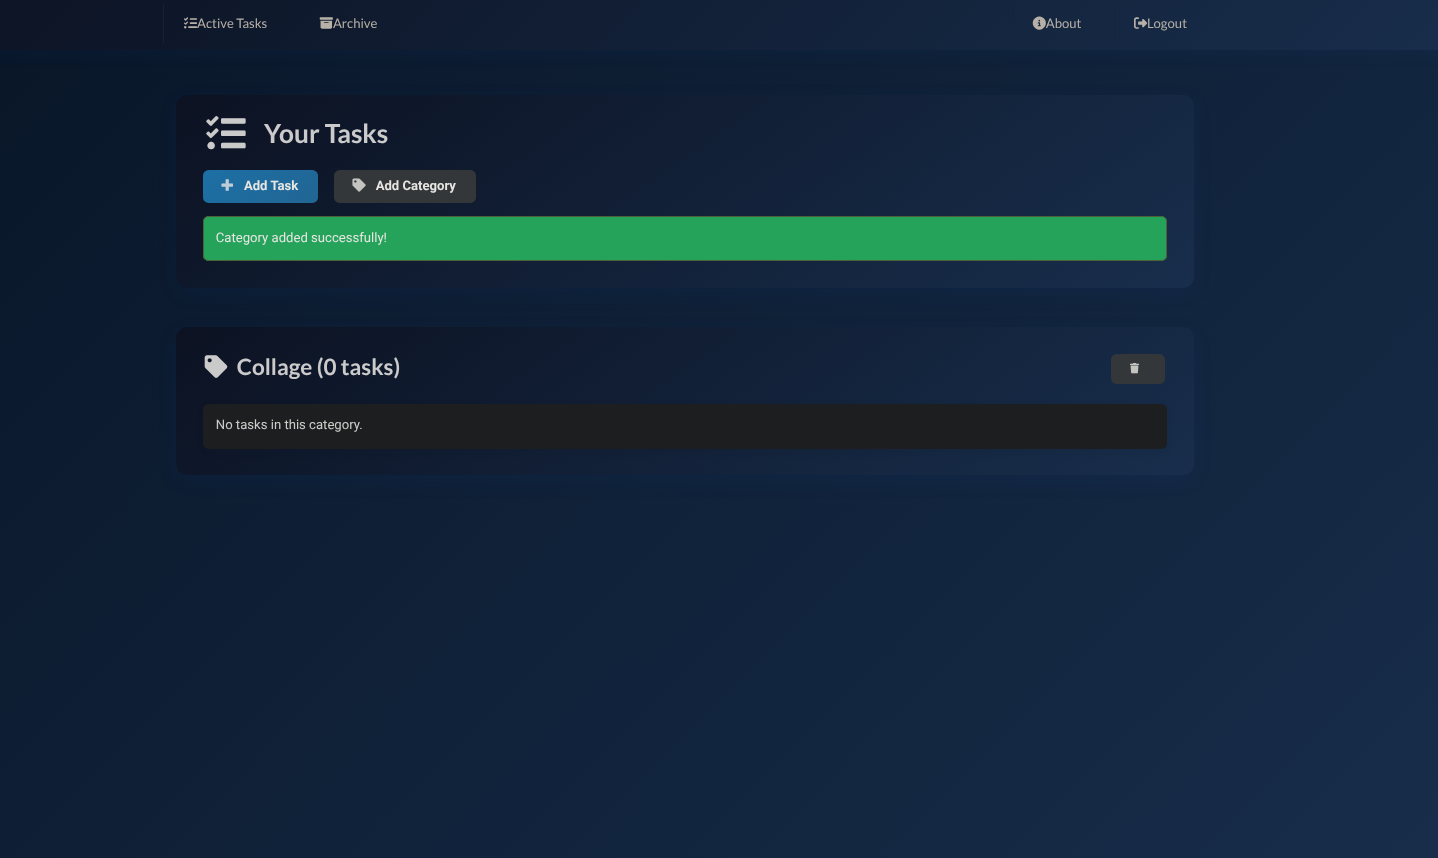 Active Tasks Archive About Logout
Your Tasks
Add Task Add Category
Category added successfully!
Collage (0 tasks)
No tasks in this category.